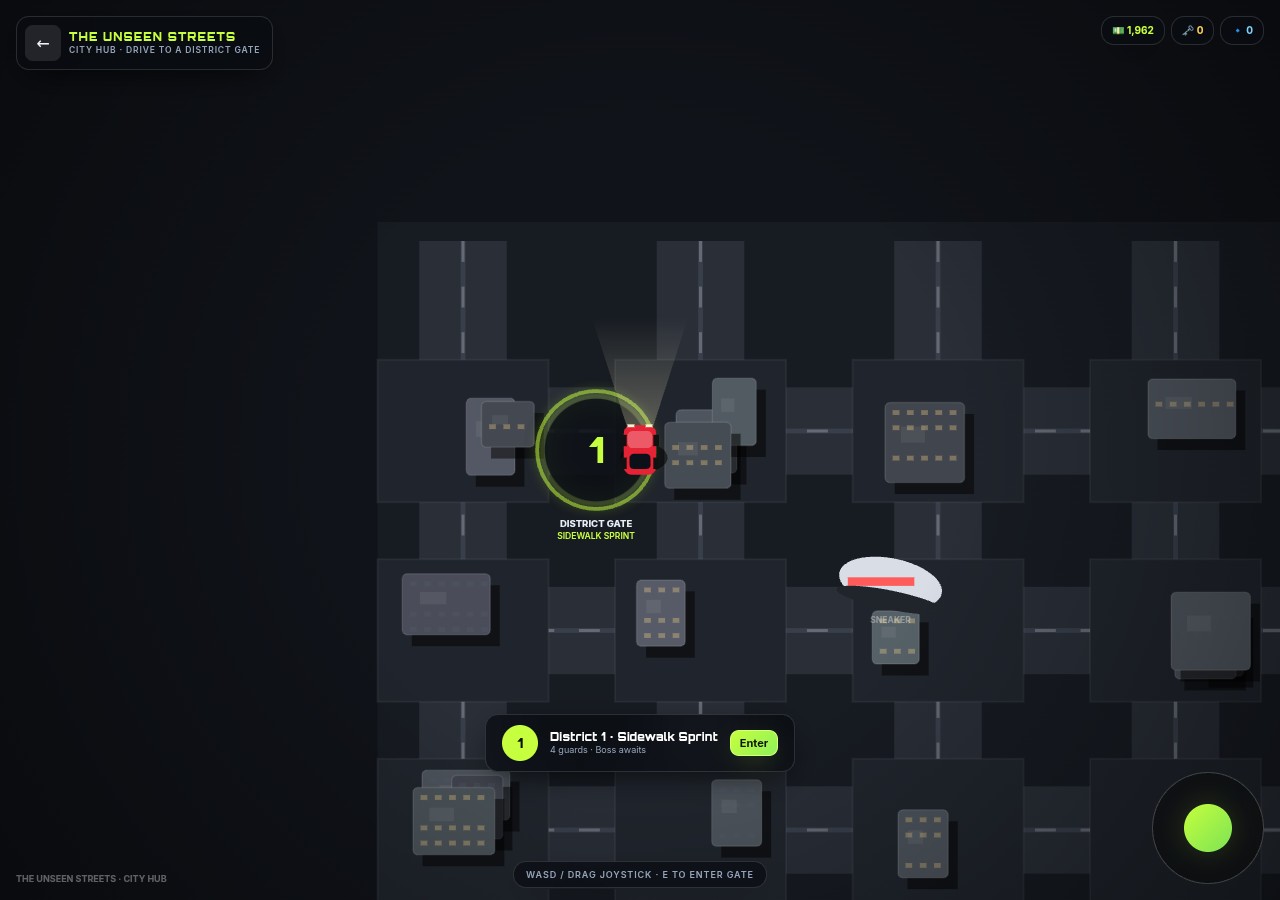 ←
THE UNSEEN STREETS
CITY HUB · DRIVE TO A DISTRICT GATE
1,962
0
0
1
DISTRICT GATE
SIDEWALK SPRINT
SNEAKER
1
District 1 · Sidewalk Sprint
4 guards · Boss awaits
Enter
WASD / DRAG JOYSTICK · E TO ENTER GATE
THE UNSEEN STREETS · CITY HUB